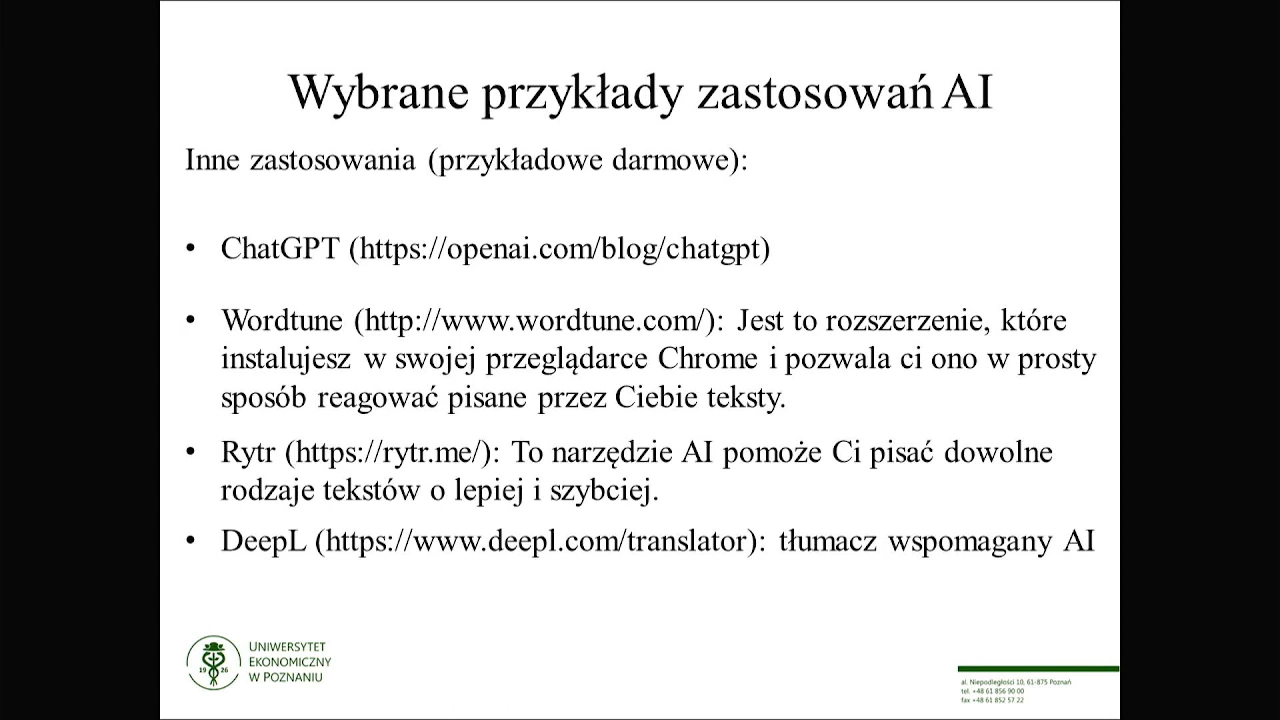 Wybrane przykłady zastosowań AI
Inne zastosowania (przykładowe darmowe):
• ChatGPT (https://openai.com/blog/chatgpt)
• Wordtune (http://www.wordtune.com/): Jest to rozszerzenie, które
instalujesz w swojej przeglądarce Chrome i pozwala ci ono w prosty
sposób reagować pisane przez Ciebie teksty.
• Rytr (https://rytr.me/): To narzędzie AI pomoże Ci pisać dowolne
rodzaje tekstów o lepiej i szybciej.
• DeepL (https://www.deepl.com/translator): tłumacz wspomagany AI
19 26
UNIWERSYTET
EKONOMICZNY
W POZNANIU
al. Niepodległości 10, 61-875 Poznań
tel. +48 61 856 90 00
fax +48 61 852 57 22